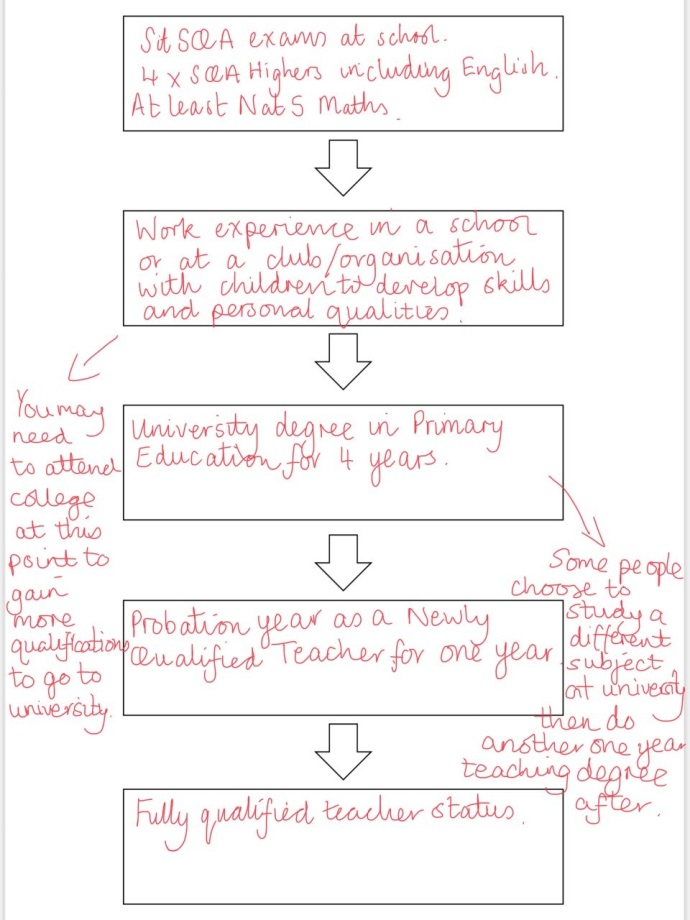 Sit SQA exams at school.
4 x SQA Highers including English.
At least Nat 5 Maths.
Work experience in a school
or at a club/organisation
with children to develop skills
and personal qualities.
You may
need
to attend
college
at this
point to
gain
more
qualifications
to go to
university.
University degree in Primary
Education for 4 years.
Some people
choose to
study a
different
subject
at university
then do
another one year
teaching degree
after.
Probation year as a Newly
Qualified Teacher for one year
Fully qualified teacher status.